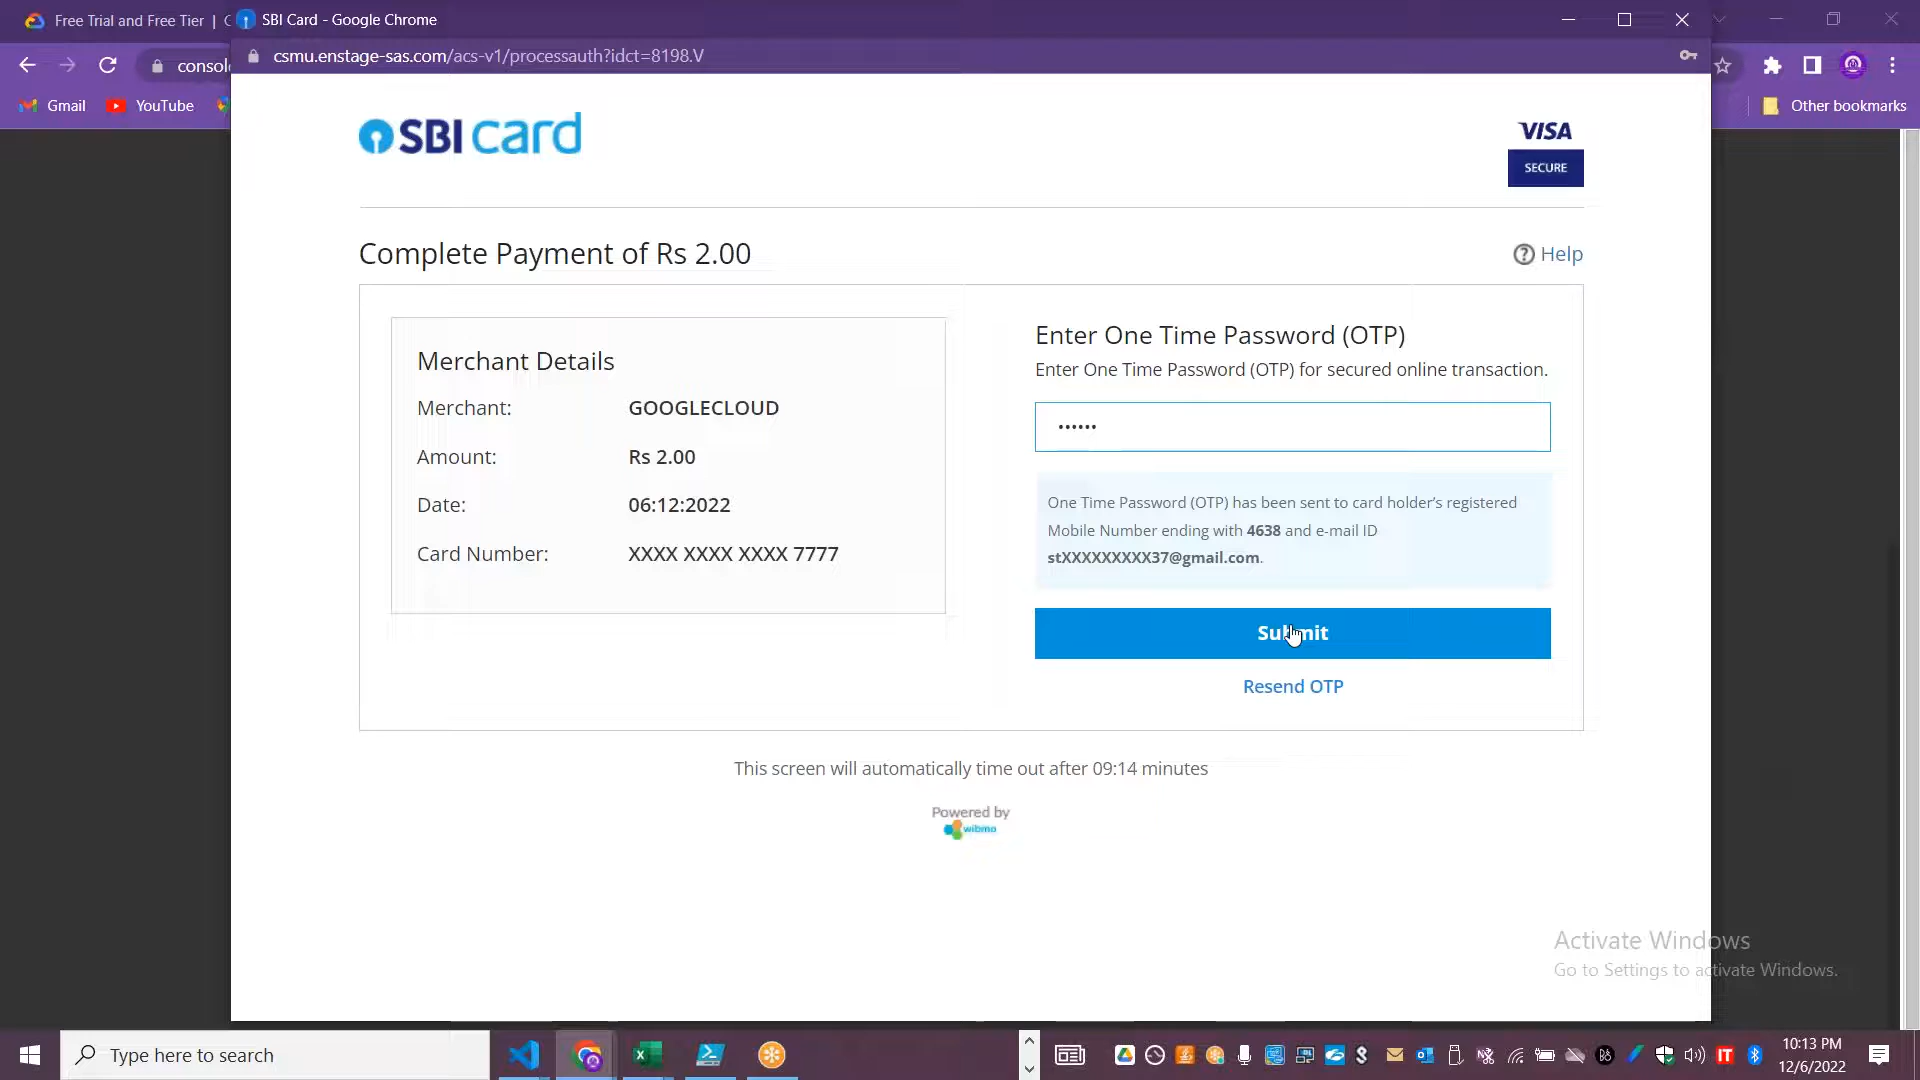 Free Trial and Free Tier | C
SBI Card - Google Chrome
consol
csmu.enstage-sas.com/acs-v1/processauth?idct=8198.V
Gmail
YouTube
Other bookmarks
SBI card
VISA
SECURE
Complete Payment of Rs 2.00
Help
Merchant Details
Merchant: GOOGLECLOUD
Amount: Rs 2.00
Date: 06:12:2022
Card Number: XXXX XXXX XXXX 7777
Enter One Time Password (OTP)
Enter One Time Password (OTP) for secured online transaction.
••••••
One Time Password (OTP) has been sent to card holder's registered
Mobile Number ending with 4638 and e-mail ID
stXXXXXXXXX37@gmail.com.
Submit
Resend OTP
This screen will automatically time out after 09:14 minutes
Powered by
wibmo
Activate Windows
Go to Settings to activate Windows.
Type here to search
10:13 PM
12/6/2022